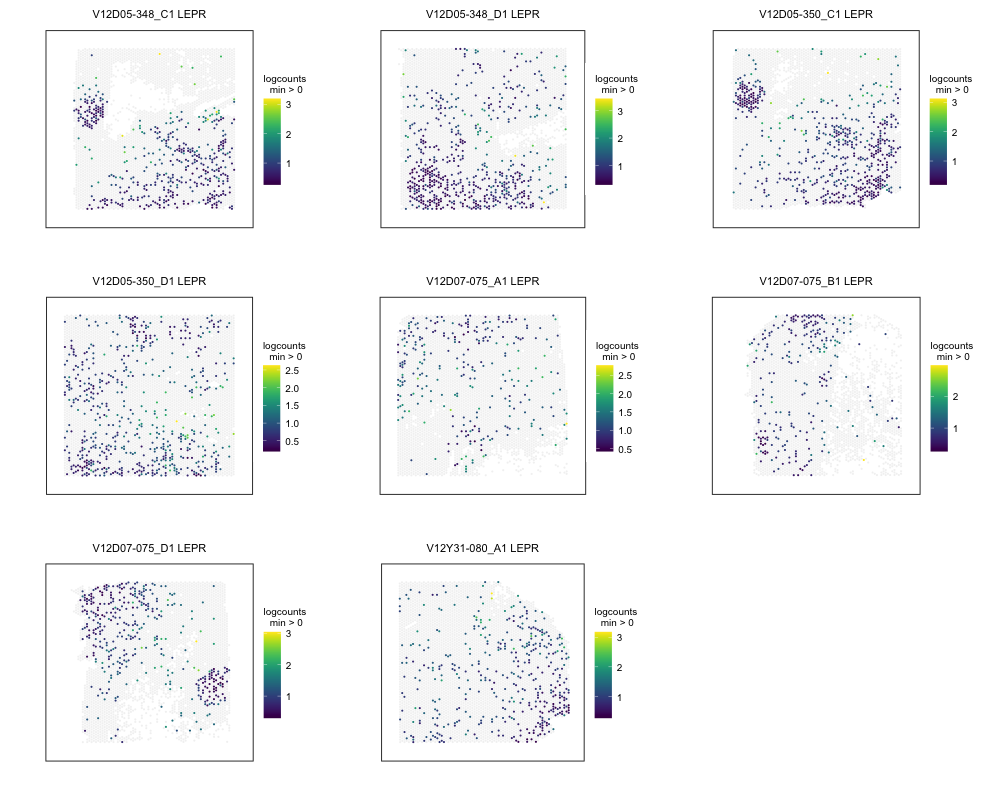 V12D05-348_C1 LEPR
logcounts
min > 0
3
2
1
V12D05-348_D1 LEPR
logcounts
min > 0
3
2
1
V12D05-350_C1 LEPR
logcounts
min > 0
3
2
1
V12D05-350_D1 LEPR
logcounts
min > 0
2.5
2.0
1.5
1.0
0.5
V12D07-075_A1 LEPR
logcounts
min > 0
2.5
2.0
1.5
1.0
0.5
V12D07-075_B1 LEPR
logcounts
min > 0
2
1
V12D07-075_D1 LEPR
logcounts
min > 0
3
2
1
V12Y31-080_A1 LEPR
logcounts
min > 0
3
2
1